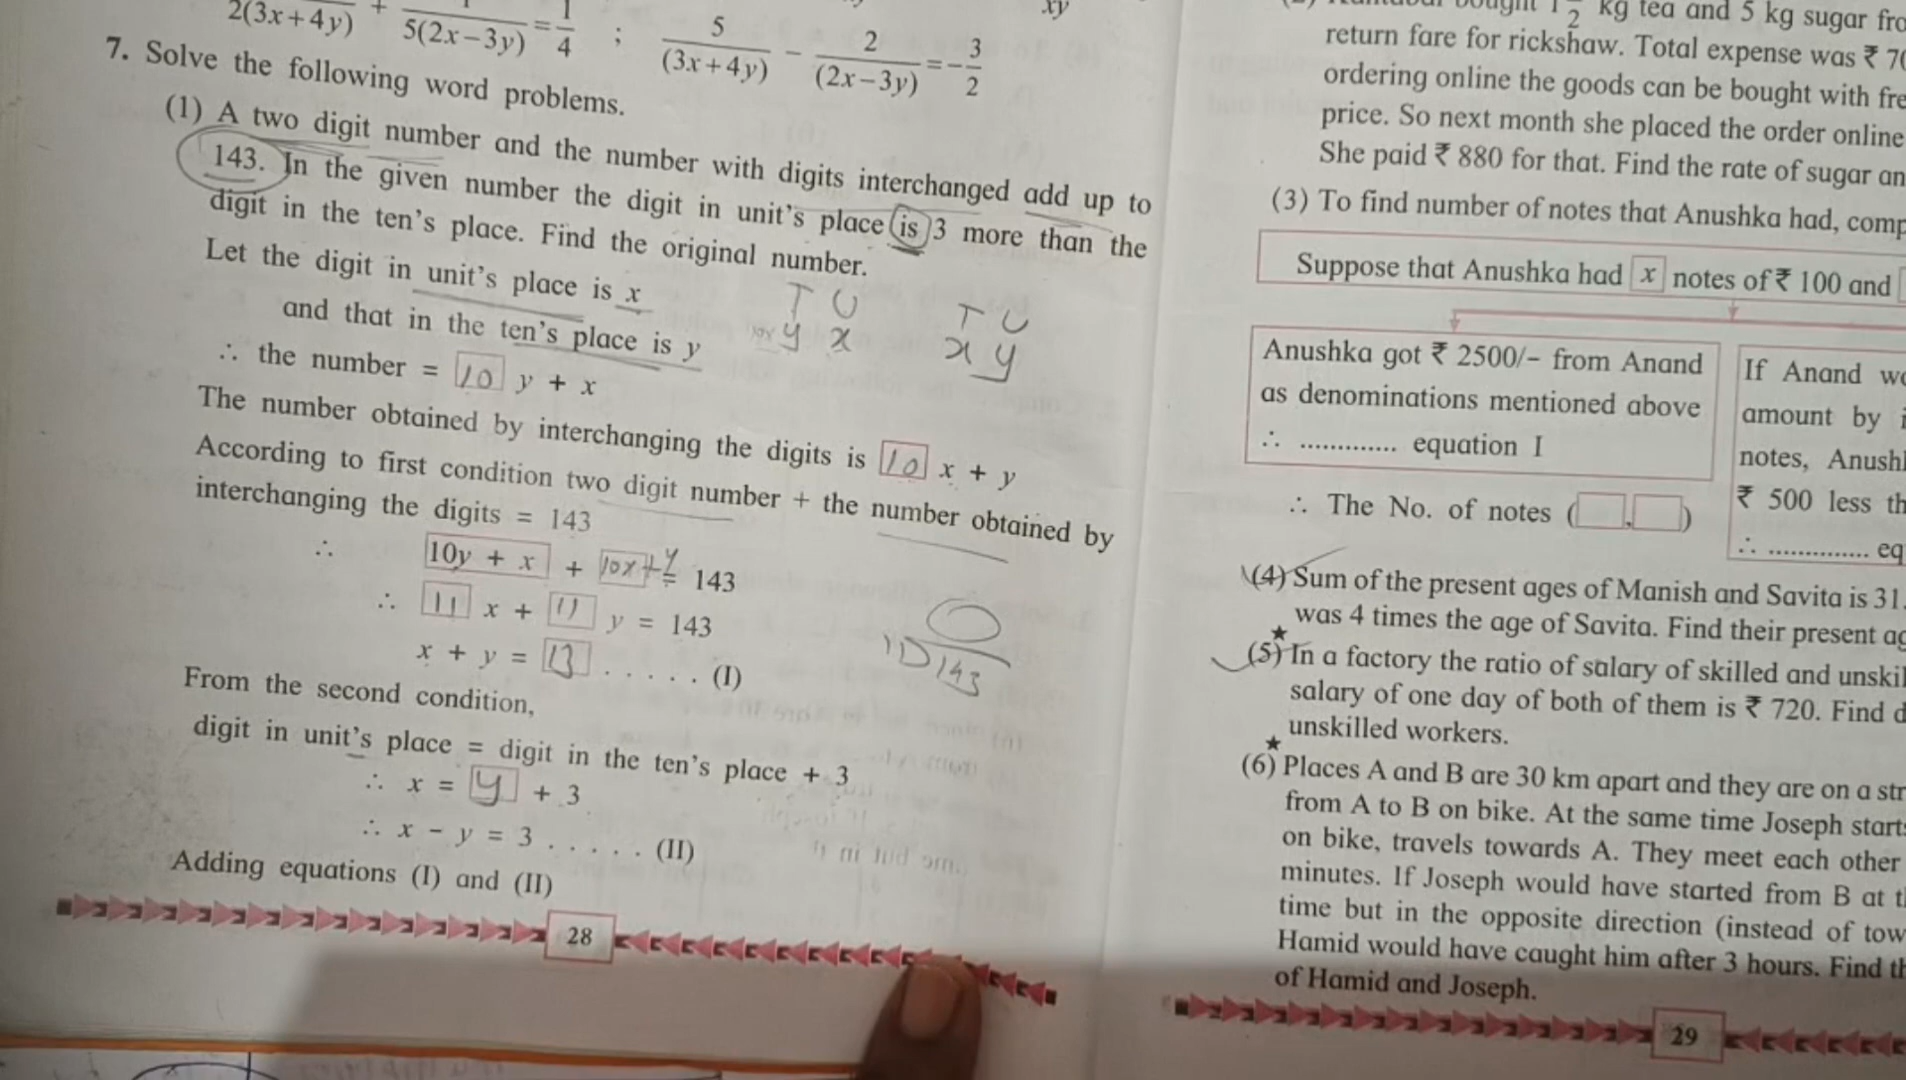 2(3x+4y) + 5(2x−3y) = 1/4 ; 5/(3x+4y) − 2/(2x−3y) = −3/2
7. Solve the following word problems.
(1) A two digit number and the number with digits interchanged add up to
143. In the given number the digit in unit's place is 3 more than the
digit in the ten's place. Find the original number.
Let the digit in unit's place is x
and that in the ten's place is y
T U
y x
T U
x y
∴ the number = 10 y + x
The number obtained by interchanging the digits is 10 x + y
According to first condition two digit number + the number obtained by
interchanging the digits = 143
∴ 10y + x + 10x+y = 143
∴ 11 x + 11 y = 143
x + y = 13 . . . . . (I)
11)143
From the second condition,
digit in unit's place = digit in the ten's place + 3
∴ x = y + 3
∴ x − y = 3 . . . . . (II)
Adding equations (I) and (II)
28
kg tea and 5 kg sugar
return fare for rickshaw. Total expense was ₹
ordering online the goods can be bought with
price. So next month she placed the order online
She paid ₹ 880 for that. Find the rate of sugar
(3) To find number of notes that Anushka had,
Suppose that Anushka had x notes of ₹ 100 and
Anushka got ₹ 2500/− from Anand
as denominations mentioned above
∴ ............. equation I
If Anand
amount by
notes,
₹ 500 less
∴ ..............
∴ The No. of notes ( , )
(4) Sum of the present ages of Manish and Savita is 31.
was 4 times the age of Savita. Find their present
★
(5) In a factory the ratio of salary of skilled and
salary of one day of both of them is ₹ 720. Find
unskilled workers.
★
(6) Places A and B are 30 km apart and they are on a
from A to B on bike. At the same time Joseph
on bike, travels towards A. They meet each other
minutes. If Joseph would have started from B at
time but in the opposite direction (instead of
Hamid would have caught him after 3 hours. Find
of Hamid and Joseph.
29